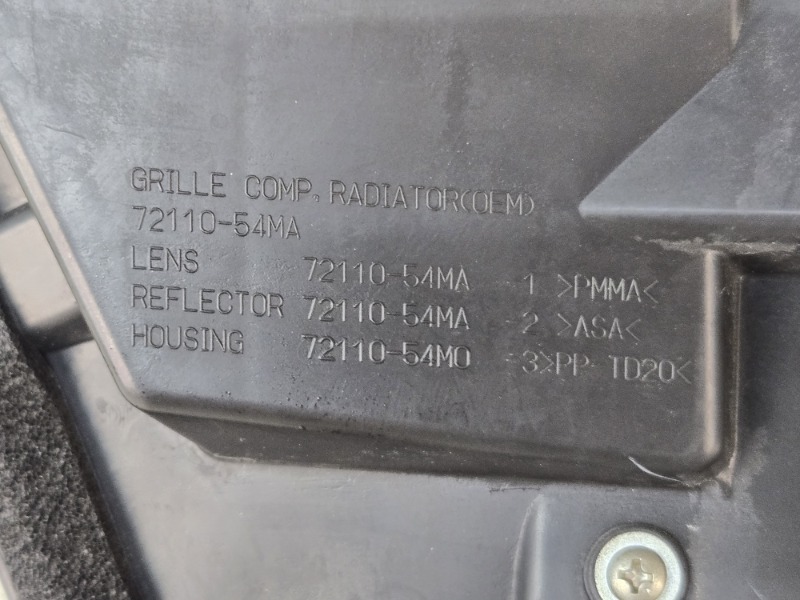 GRILLE COMP. RADIATOR(OEM)
72110-54MA
LENS 72110-54MA -1 >PMMA<
REFLECTOR 72110-54MA -2 >ASA<
HOUSING 72110-54M0 -3>PP TD20<